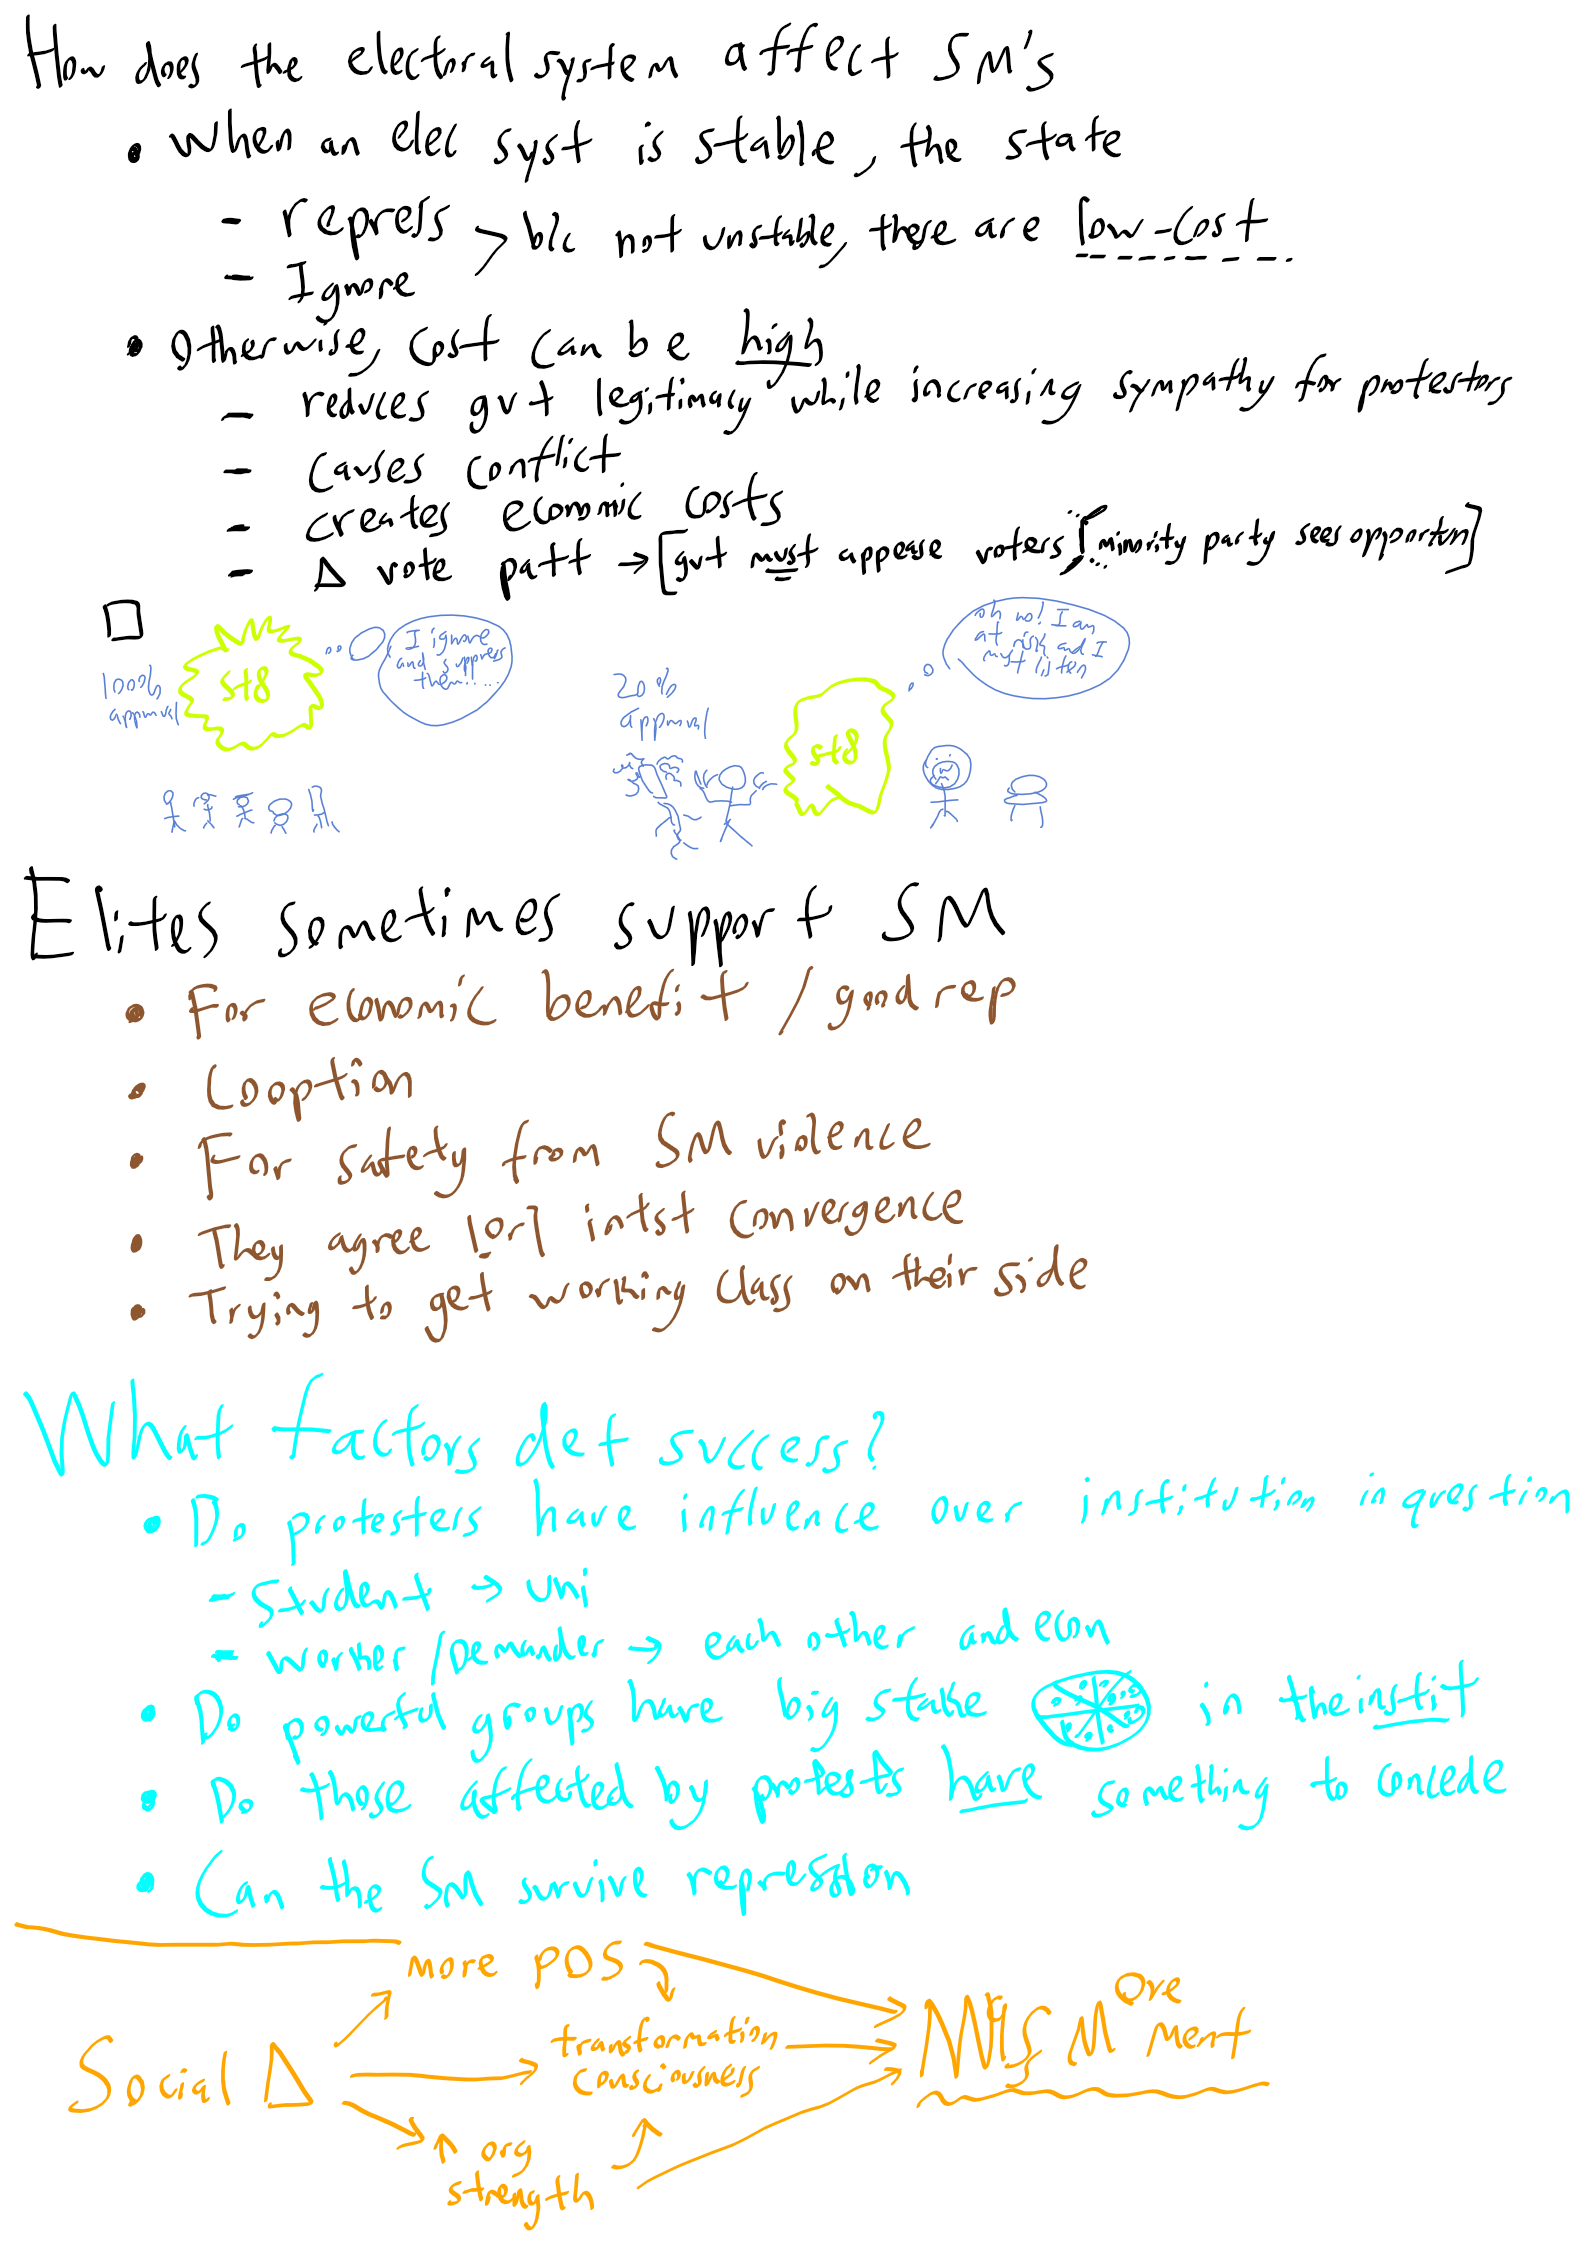 How does the electoral system affect SM's
• When an elec syst is stable, the state
- repress > b/c not unstable, these are low-cost
- Ignore
• Otherwise, cost can be high
- reduces gvt legitimacy while increasing sympathy for protestors
- causes conflict
- creates economic costs
- Δ vote patt → [gvt must appease voters / minority party sees opportun]
100% approval
st8
I ignore
and suppress
them!!...
20%
approval
st8
oh no! I am
at risk and I
must listen
Elites sometimes support SM
• For economic benefit / good rep
• Cooption
• For safety from SM violence
• They agree [or] intst convergence
• Trying to get working class on their side
What factors det success?
• Do protesters have influence over institution in question
- Student → uni
- worker / Demander → each other and econ
• Do powerful groups have big stake in the instit
• Do those affected by protests have something to concede
• Can the SM survive repression
more POS
Social Δ
transformation
consciousness
↑ org
strength
M ove ment